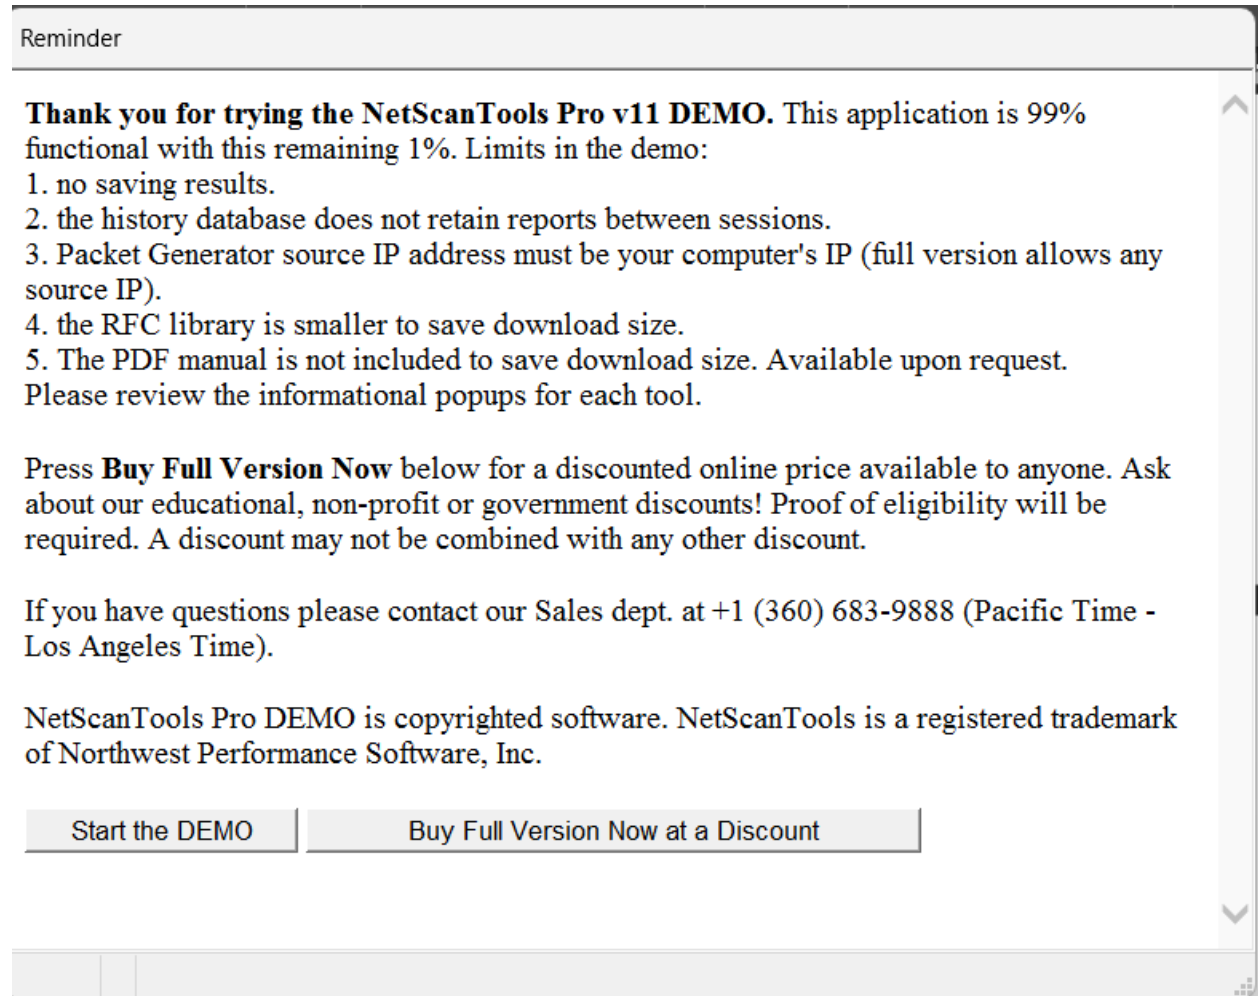 Reminder
Thank you for trying the NetScanTools Pro v11 DEMO. This application is 99%
functional with this remaining 1%. Limits in the demo:
1. no saving results.
2. the history database does not retain reports between sessions.
3. Packet Generator source IP address must be your computer's IP (full version allows any
source IP).
4. the RFC library is smaller to save download size.
5. The PDF manual is not included to save download size. Available upon request.
Please review the informational popups for each tool.
Press Buy Full Version Now below for a discounted online price available to anyone. Ask
about our educational, non-profit or government discounts! Proof of eligibility will be
required. A discount may not be combined with any other discount.
If you have questions please contact our Sales dept. at +1 (360) 683-9888 (Pacific Time -
Los Angeles Time).
NetScanTools Pro DEMO is copyrighted software. NetScanTools is a registered trademark
of Northwest Performance Software, Inc.
Start the DEMO
Buy Full Version Now at a Discount